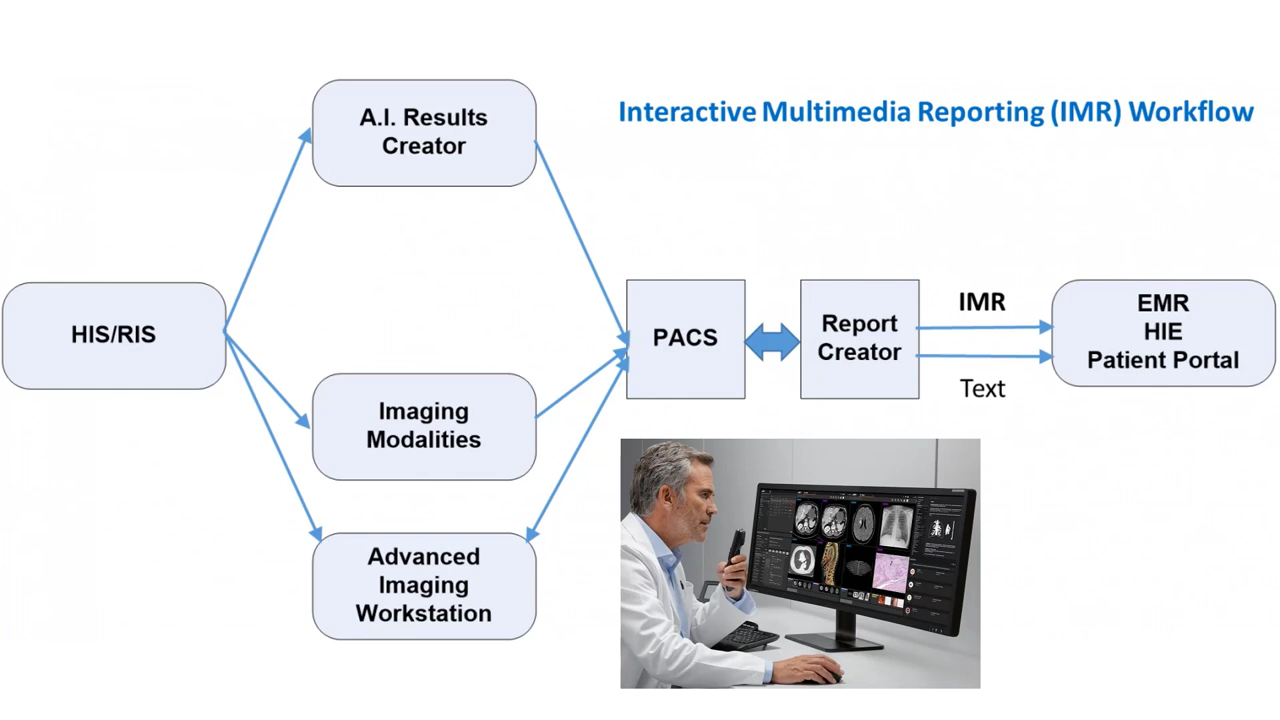 Interactive Multimedia Reporting (IMR) Workflow
A.I. Results
Creator
HIS/RIS
Imaging
Modalities
Advanced
Imaging
Workstation
PACS
Report
Creator
IMR
Text
EMR
HIE
Patient Portal